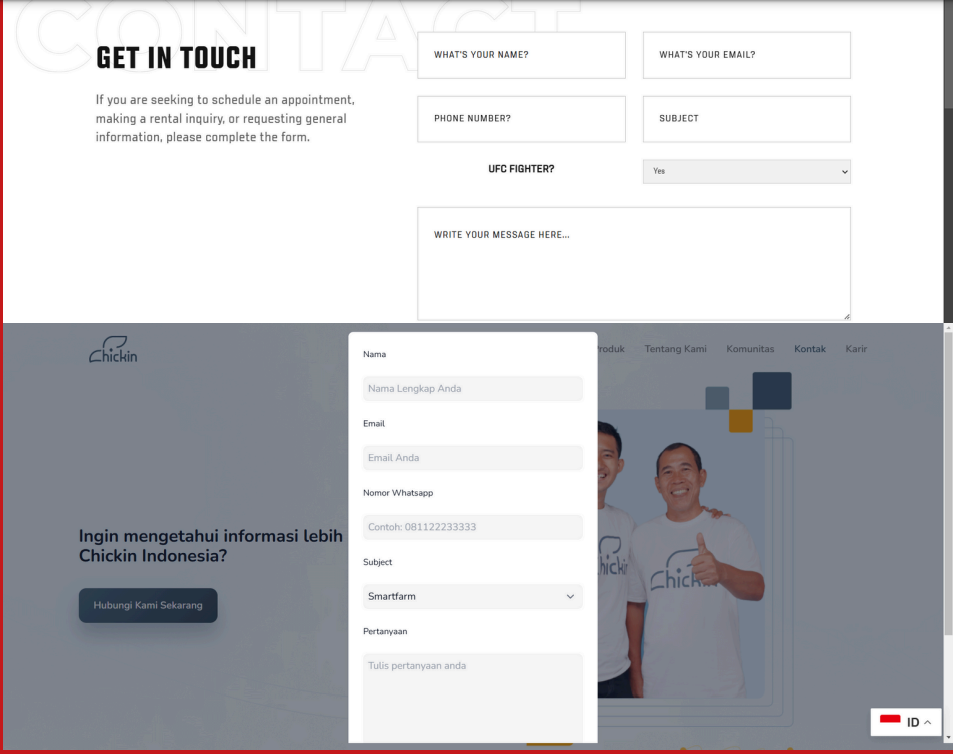 CONTACT
GET IN TOUCH
If you are seeking to schedule an appointment,
making a rental inquiry, or requesting general
information, please complete the form.
WHAT'S YOUR NAME?
WHAT'S YOUR EMAIL?
PHONE NUMBER?
SUBJECT
UFC FIGHTER?
Yes
WRITE YOUR MESSAGE HERE...
Chickin
roduk
Tentang Kami
Komunitas
Kontak
Karir
Ingin mengetahui informasi lebih
Chickin Indonesia?
Hubungi Kami Sekarang
Nama
Nama Lengkap Anda
Email
Email Anda
Nomor Whatsapp
Contoh: 081122233333
Subject
Smartfarm
Pertanyaan
Tulis pertanyaan anda
hickin
Chickin
ID